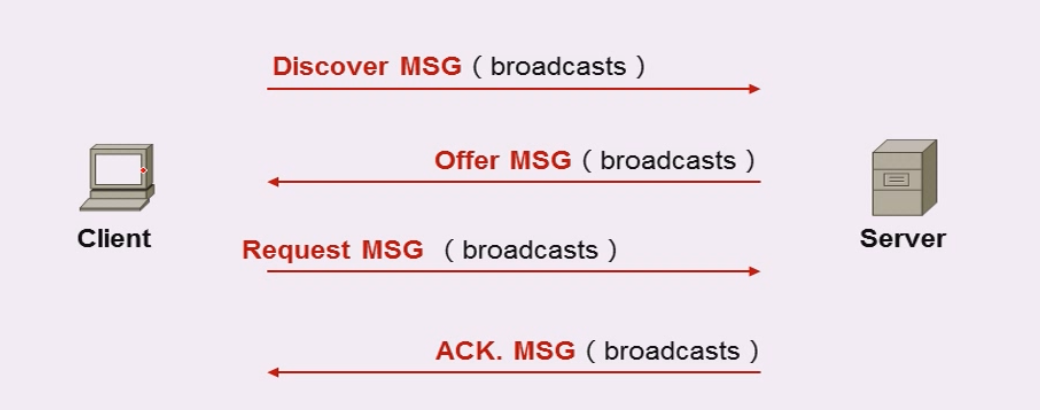 Discover MSG ( broadcasts )
Offer MSG ( broadcasts )
Client
Server
Request MSG ( broadcasts )
ACK. MSG ( broadcasts )